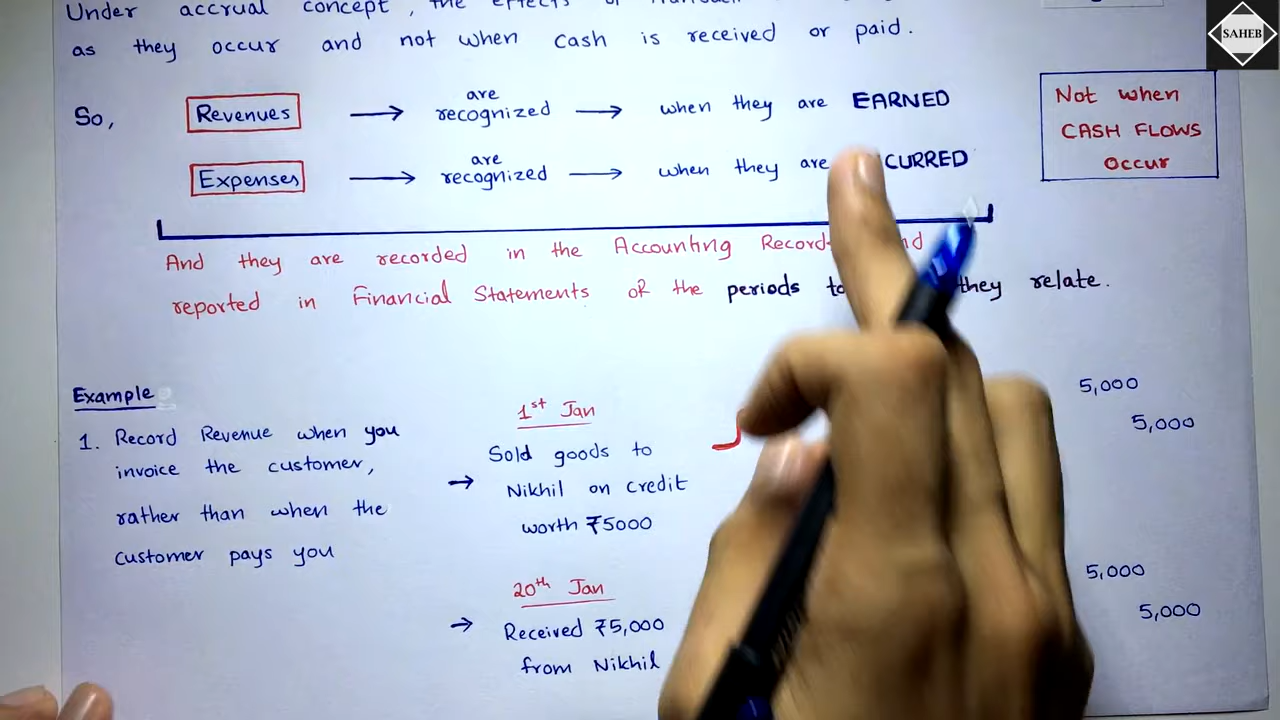 Under accrual concept, the effects of
as they occur and not when cash is received or paid.
SAHEB
So, Revenues → are recognized → when they are EARNED
Expenses → are recognized → when they are CURRED
Not when
CASH FLOWS
Occur
And they are recorded in the Accounting
reported in Financial Statements of the periods they relate.
Example
1. Record Revenue when you
invoice the customer,
rather than when the
customer pays you
1st Jan
→ Sold goods to
Nikhil on credit
worth ₹5000
5,000
5,000
20th Jan
→ Received ₹5,000
from Nikhil
5,000
5,000